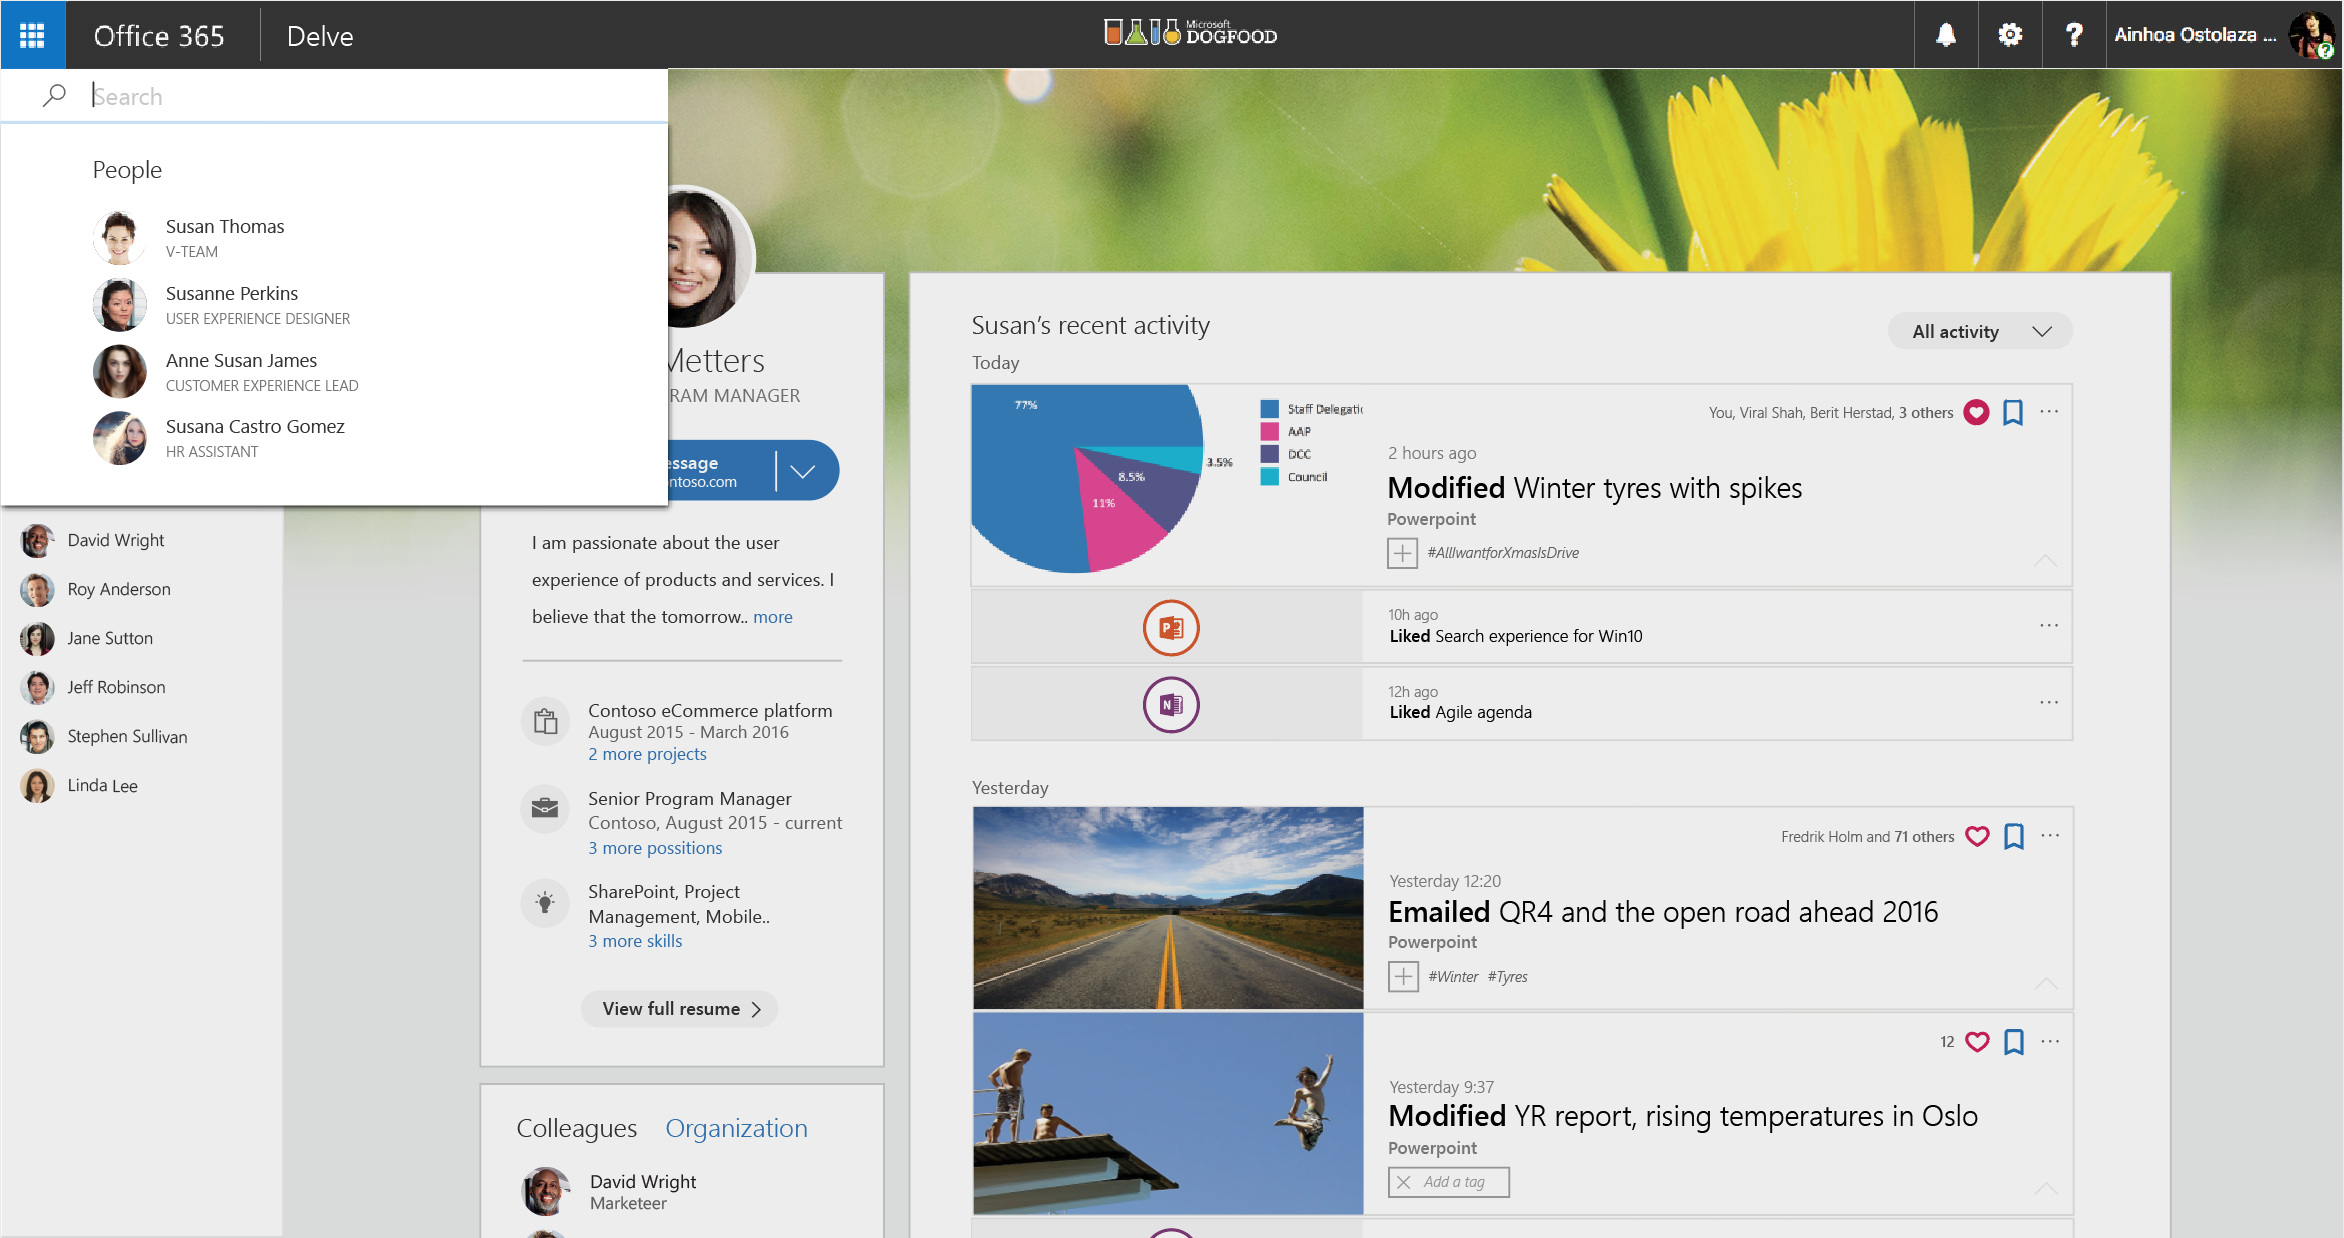 Office 365
Delve
Microsoft
DOGFOOD
?
Ainhoa Ostolaza ...
Search
People
Susan Thomas
V-TEAM
Susanne Perkins
USER EXPERIENCE DESIGNER
Anne Susan James
CUSTOMER EXPERIENCE LEAD
Susana Castro Gomez
HR ASSISTANT
David Wright
Roy Anderson
Jane Sutton
Jeff Robinson
Stephen Sullivan
Linda Lee
Metters
RAM MANAGER
essage
ntoso.com
I am passionate about the user
experience of products and services. I
believe that the tomorrow.. more
Contoso eCommerce platform
August 2015 - March 2016
2 more projects
Senior Program Manager
Contoso, August 2015 - current
3 more possitions
SharePoint, Project
Management, Mobile..
3 more skills
View full resume
Colleagues Organization
David Wright
Marketeer
Susan's recent activity
All activity
Today
77%
3.5%
8.5%
11%
Staff Delegatic
AAP
DCC
Council
You, Viral Shah, Berit Herstad, 3 others
2 hours ago
Modified Winter tyres with spikes
Powerpoint
#AllIwantforXmasIsDrive
10h ago
Liked Search experience for Win10
12h ago
Liked Agile agenda
Yesterday
Fredrik Holm and 71 others
Yesterday 12:20
Emailed QR4 and the open road ahead 2016
Powerpoint
#Winter #Tyres
12
Yesterday 9:37
Modified YR report, rising temperatures in Oslo
Powerpoint
Add a tag